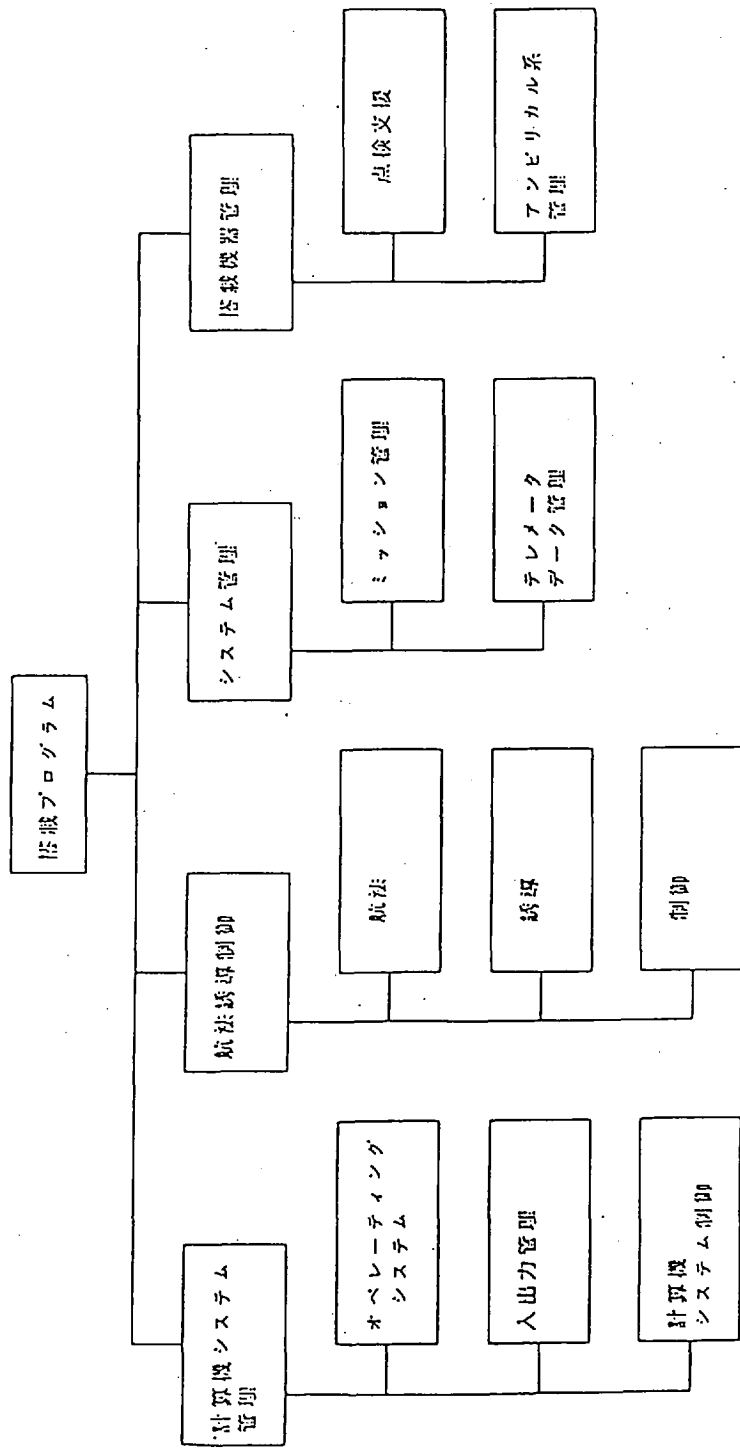 搭載プログラム
計算機システム
管理
オペレーティング
システム
入出力管理
計算機
システム制御
航法誘導制御
航法
誘導
制御
システム管理
ミッション管理
テレメータ
データ管理
搭載機器管理
点検支援
アンビリカル系
管理